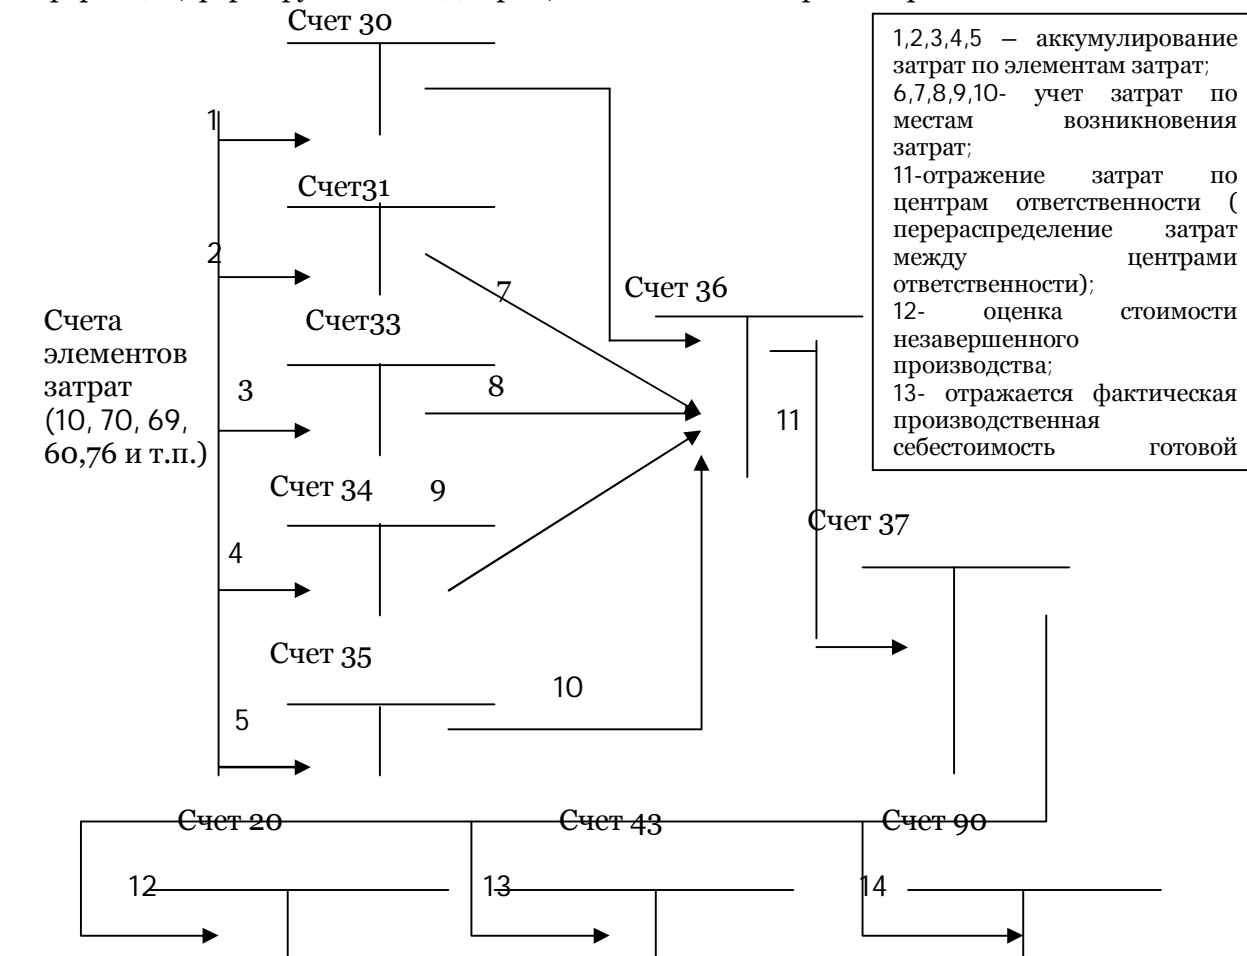 Счет 30
1
Счет31
2
7
Счет 36
Счета
элементов
затрат
(10, 70, 69,
60,76 и т.п.)
Счет33
3
8
11
Счет 34
9
4
Счет 37
Счет 35
10
5
Счет 20
Счет 43
Счет 90
12
13
14
1,2,3,4,5 – аккумулирование
затрат по элементам затрат;
6,7,8,9,10- учет затрат по
местам возникновения
затрат;
11-отражение затрат по
центрам ответственности (
перераспределение затрат
между центрами
ответственности);
12- оценка стоимости
незавершенного
производства;
13- отражается фактическая
производственная
себестоимость готовой